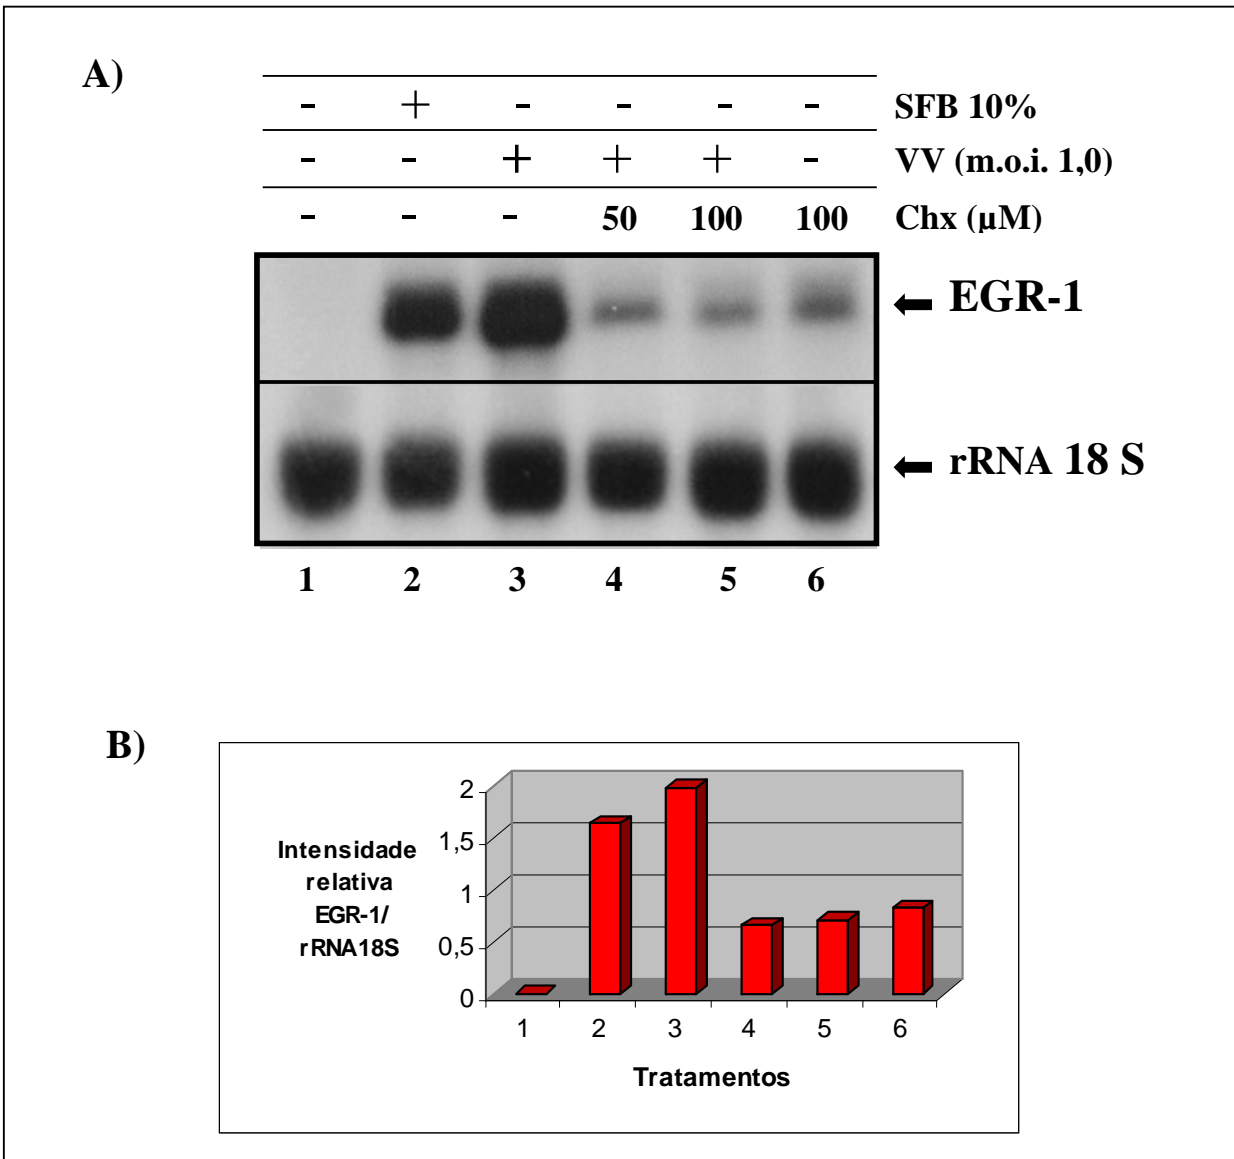 A)
- + - - - - SFB 10%
- - + + + - VV (m.o.i. 1,0)
- - - 50 100 100 Chx (µM)
EGR-1
rRNA 18 S
1 2 3 4 5 6
B)
Intensidade
relativa
EGR-1/
rRNA18S
2
1,5
1
0,5
0
1 2 3 4 5 6
Tratamentos